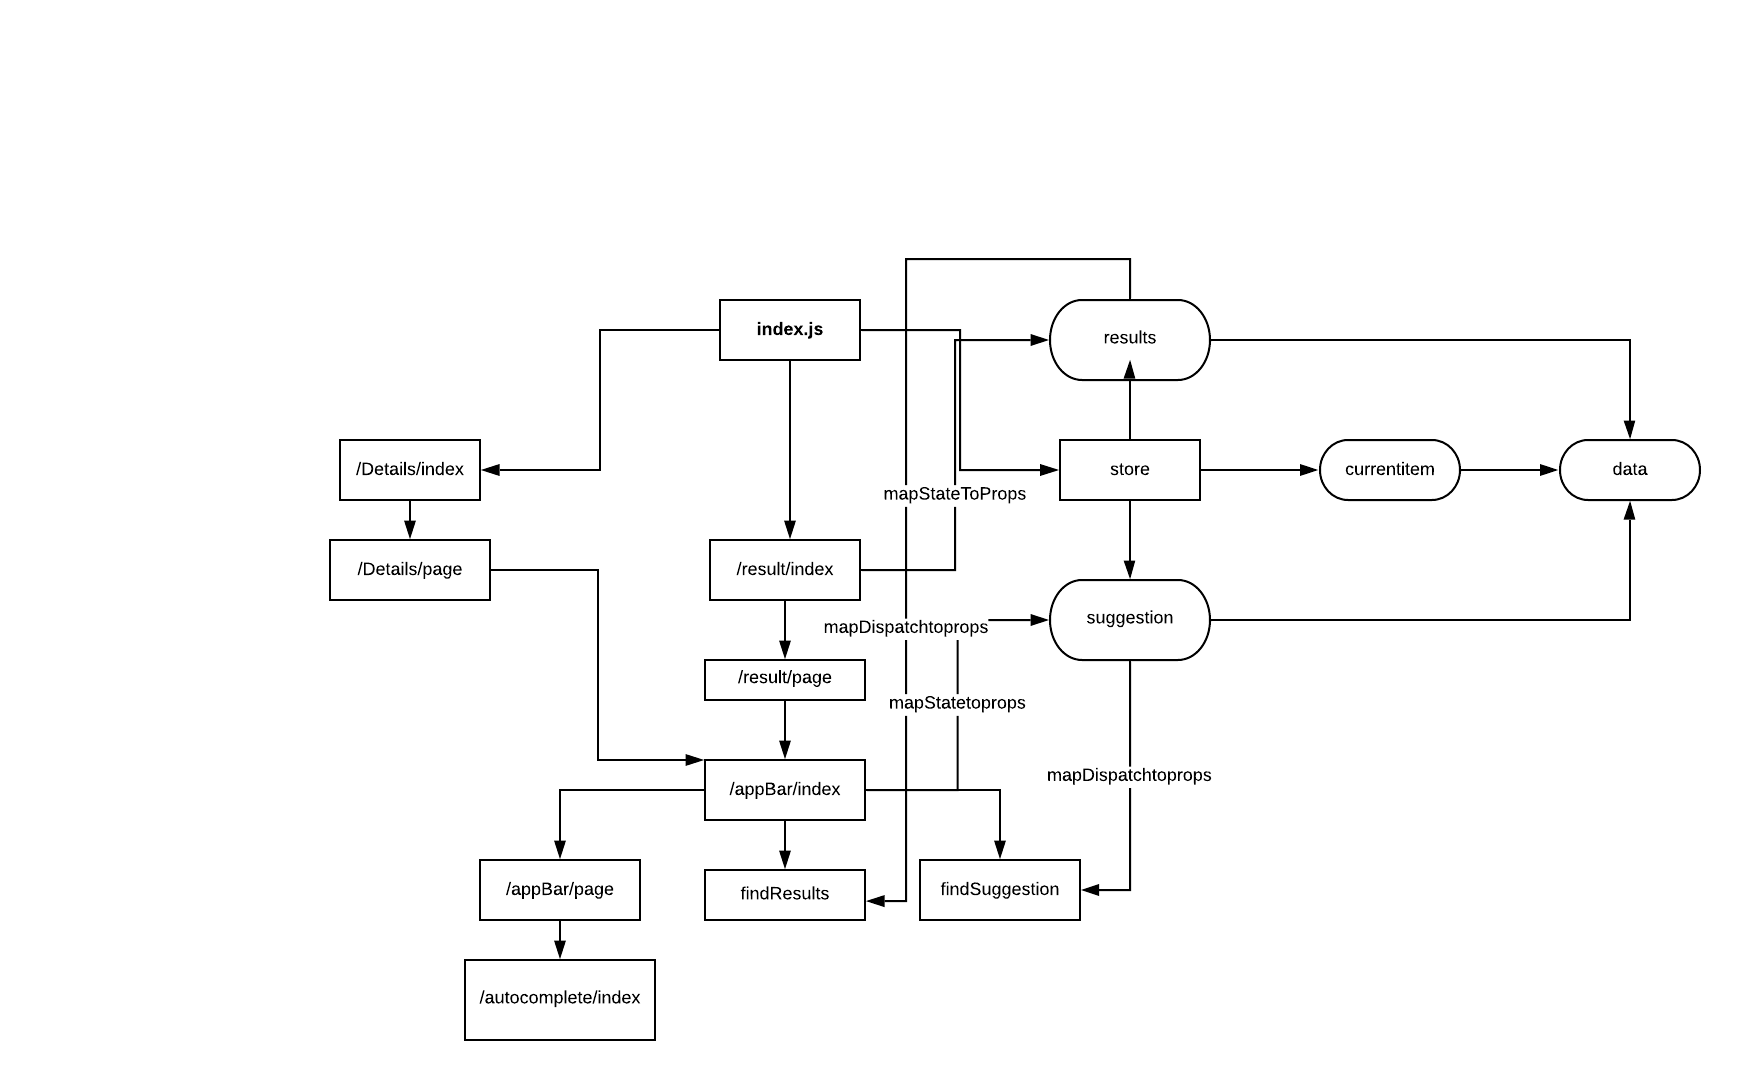 index.js
results
/Details/index
store
currentitem
data
mapStateToProps
/Details/page
/result/index
suggestion
mapDispatchtoprops
/result/page
mapStatetoprops
mapDispatchtoprops
/appBar/index
/appBar/page
findResults
findSuggestion
/autocomplete/index